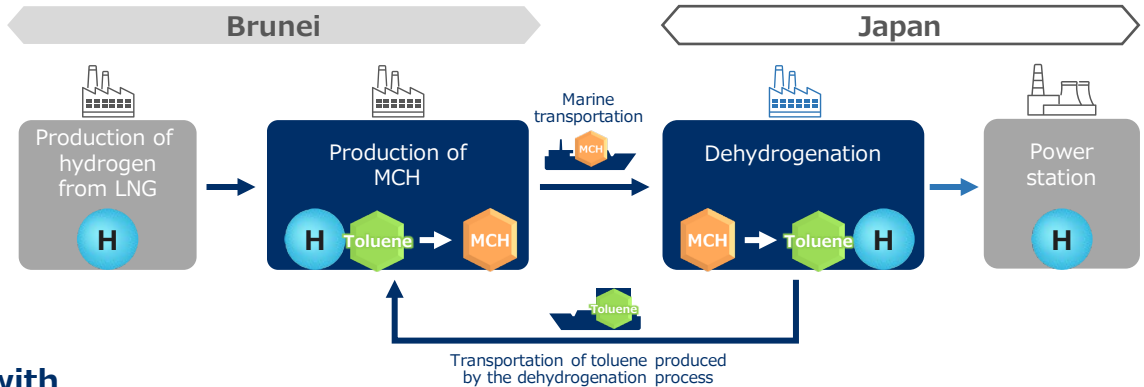 Brunei
Japan
Production of
hydrogen
from LNG
H
Production of
MCH
H
Toluene
MCH
Marine
transportation
MCH
Dehydrogenation
MCH
Toluene
H
Power
station
H
Toluene
Transportation of toluene produced
by the dehydrogenation process
with